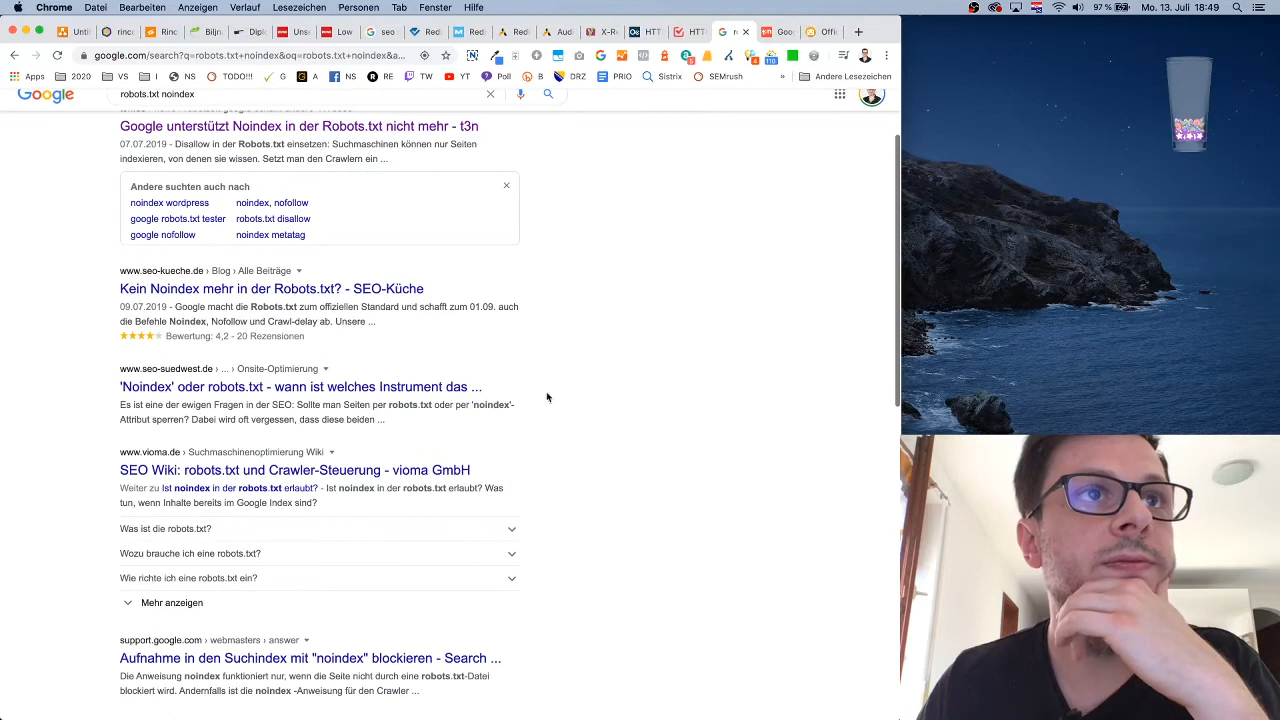 Chrome Datei Bearbeiten Anzeigen Verlauf Lesezeichen Personen Tab Fenster Hilfe
92% Mo. 13. Juli 18:49
google.com/search?q=robots.txt+noindex&oq=robots.txt+noindex&a...
Apps 2020 VS I NS TODO!!! G A NS RE TW YT Poll B DRZ PRIO Sistrix SEMrush » Andere Lesezeichen
Google
robots.txt noindex
Google unterstützt Noindex in der Robots.txt nicht mehr - t3n
07.07.2019 - Disallow in der Robots.txt einsetzen: Suchmaschinen können nur Seiten
indexieren, von denen sie wissen. Setzt man den Crawlern ein ...
Andere suchten auch nach
noindex wordpress noindex, nofollow
google robots.txt tester robots.txt disallow
google nofollow noindex metatag
www.seo-kueche.de › Blog › Alle Beiträge
Kein Noindex mehr in der Robots.txt? - SEO-Küche
09.07.2019 - Google macht die Robots.txt zum offiziellen Standard und schafft zum 01.09. auch
die Befehle Noindex, Nofollow und Crawl-delay ab. Unsere ...
Bewertung: 4,2 - 20 Rezensionen
www.seo-suedwest.de › ... › Onsite-Optimierung
'Noindex' oder robots.txt - wann ist welches Instrument das ...
Es ist eine der ewigen Fragen in der SEO: Sollte man Seiten per robots.txt oder per 'noindex'-
Attribut sperren? Dabei wird oft vergessen, dass diese beiden ...
www.vioma.de › Suchmaschinenoptimierung Wiki
SEO Wiki: robots.txt und Crawler-Steuerung - vioma GmbH
Weiter zu Ist noindex in der robots.txt erlaubt? - Ist noindex in der robots.txt erlaubt? Was
tun, wenn Inhalte bereits im Google Index sind?
Was ist die robots.txt?
Wozu brauche ich eine robots.txt?
Wie richte ich eine robots.txt ein?
Mehr anzeigen
support.google.com › webmasters › answer
Aufnahme in den Suchindex mit "noindex" blockieren - Search ...
Die Anweisung noindex funktioniert nur, wenn die Seite nicht durch eine robots.txt-Datei
blockiert wird. Andernfalls ist die noindex -Anweisung für den Crawler ...